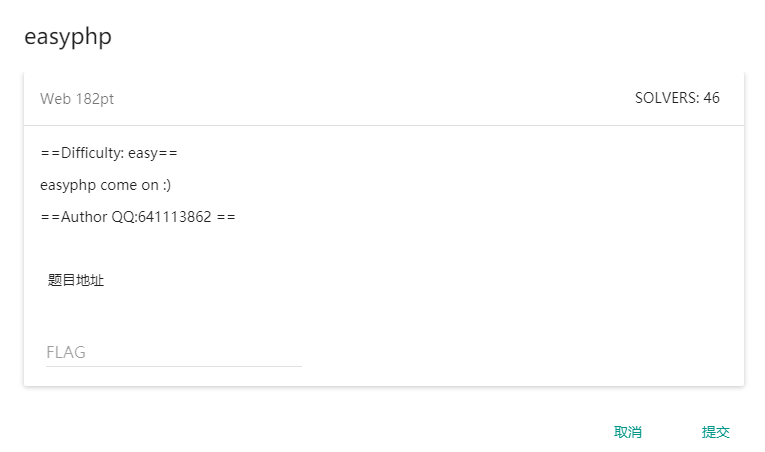 easyphp
Web 182pt
SOLVERS: 46
==Difficulty: easy==
easyphp come on :)
==Author QQ:641113862 ==
题目地址
FLAG
取消
提交